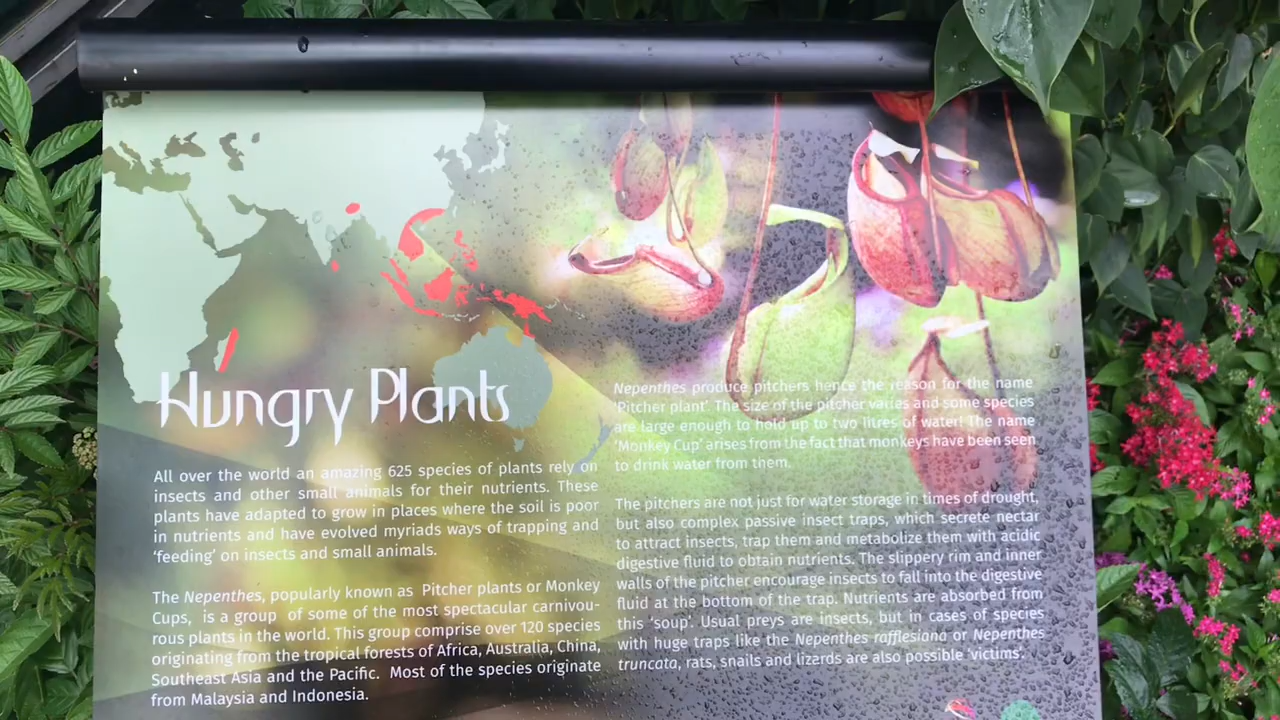 Hungry Plants
All over the world an amazing 625 species of plants rely on
insects and other small animals for their nutrients. These
plants have adapted to grow in places where the soil is poor
in nutrients and have evolved myriads ways of trapping and
‘feeding’ on insects and small animals.
The Nepenthes, popularly known as Pitcher plants or Monkey
Cups, is a group of some of the most spectacular carnivou-
rous plants in the world. This group comprise over 120 species
originating from the tropical forests of Africa, Australia, China,
Southeast Asia and the Pacific. Most of the species originate
from Malaysia and Indonesia.
Nepenthes produce pitchers hence the reason for the name
‘Pitcher plant’. The size of the pitcher varies and some species
are large enough to hold up to two litres of water! The name
‘Monkey Cup’ arises from the fact that monkeys have been seen
to drink water from them.
The pitchers are not just for water storage in times of drought,
but also complex passive insect traps, which secrete nectar
to attract insects, trap them and metabolize them with acidic
digestive fluid to obtain nutrients. The slippery rim and inner
walls of the pitcher encourage insects to fall into the digestive
fluid at the bottom of the trap. Nutrients are absorbed from
this ‘soup’. Usual preys are insects, but in cases of species
with huge traps like the Nepenthes rafflesiana or Nepenthes
truncata, rats, snails and lizards are also possible ‘victims’.